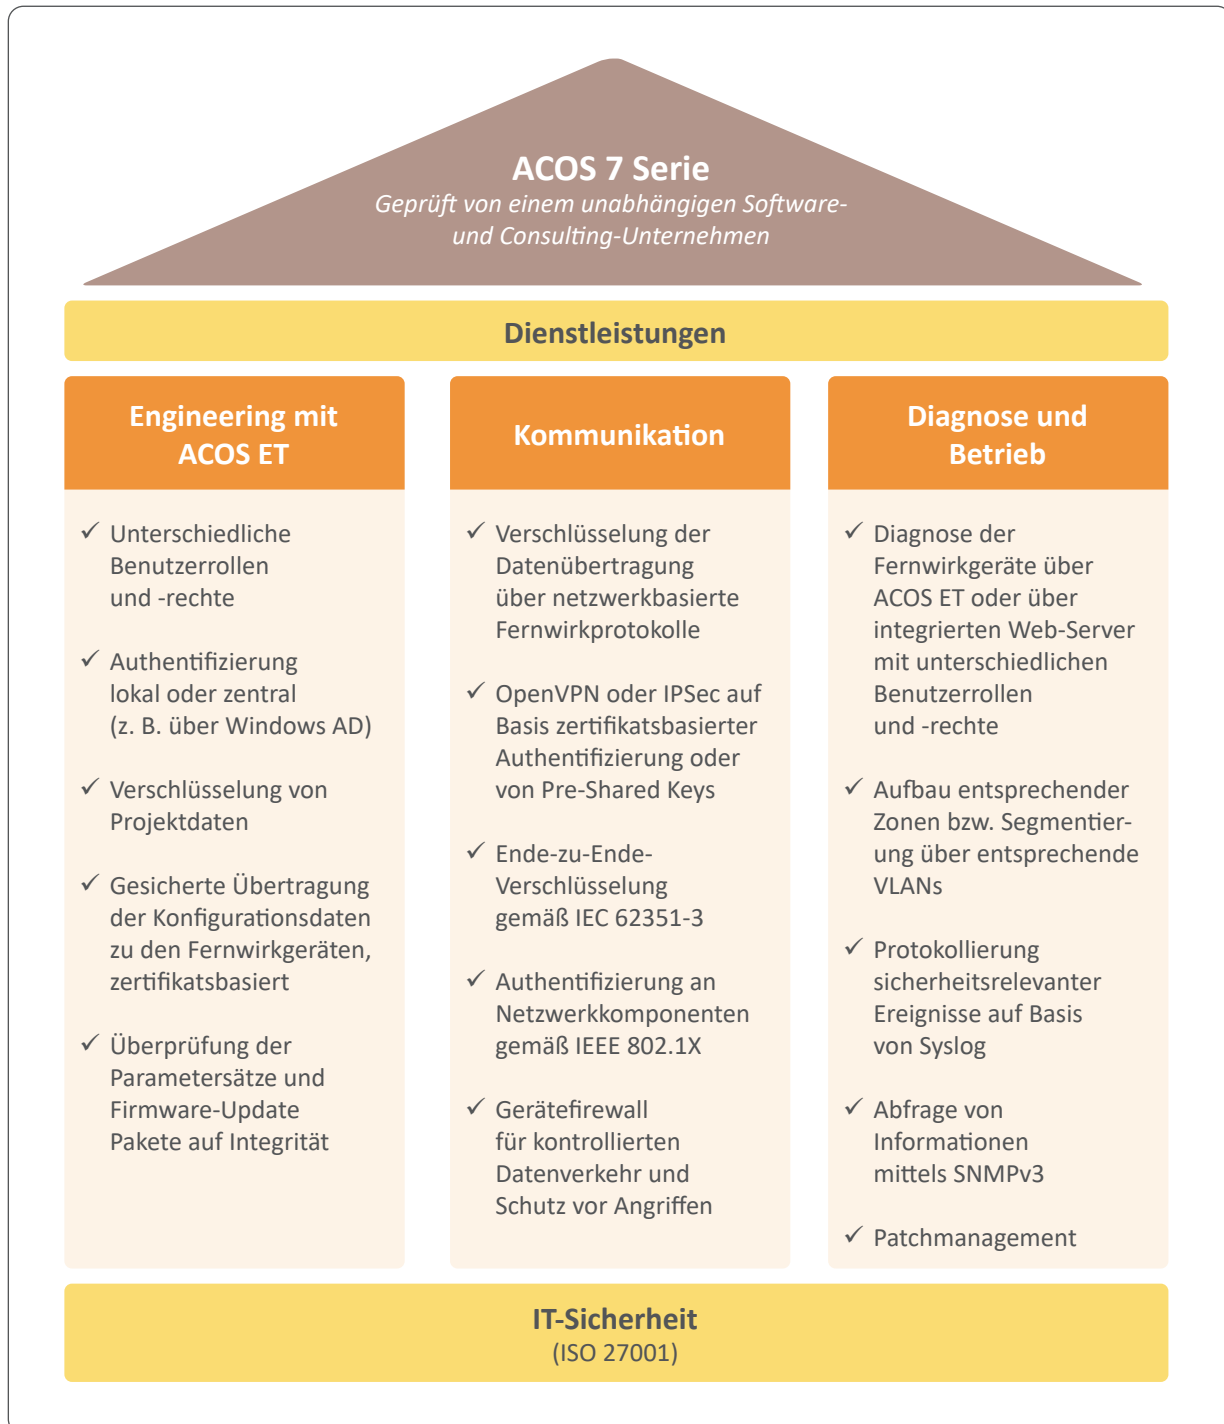 ACOS 7 Serie
Geprüft von einem unabhängigen Software-
und Consulting-Unternehmen
Dienstleistungen
Engineering mit
ACOS ET
✓ Unterschiedliche
Benutzerrollen
und -rechte
✓ Authentifizierung
lokal oder zentral
(z. B. über Windows AD)
✓ Verschlüsselung von
Projektdaten
✓ Gesicherte Übertragung
der Konfigurationsdaten
zu den Fernwirkgeräten,
zertifikatsbasiert
✓ Überprüfung der
Parametersätze und
Firmware-Update
Pakete auf Integrität
Kommunikation
✓ Verschlüsselung der
Datenübertragung
über netzwerkbasierte
Fernwirkprotokolle
✓ OpenVPN oder IPSec auf
Basis zertifikatsbasierter
Authentifizierung oder
von Pre-Shared Keys
✓ Ende-zu-Ende-
Verschlüsselung
gemäß IEC 62351-3
✓ Authentifizierung an
Netzwerkkomponenten
gemäß IEEE 802.1X
✓ Gerätefirewall
für kontrollierten
Datenverkehr und
Schutz vor Angriffen
Diagnose und
Betrieb
✓ Diagnose der
Fernwirkgeräte über
ACOS ET oder über
integrierten Web-Server
mit unterschiedlichen
Benutzerrollen
und -rechte
✓ Aufbau entsprechender
Zonen bzw. Segmentier-
ung über entsprechende
VLANs
✓ Protokollierung
sicherheitsrelevanter
Ereignisse auf Basis
von Syslog
✓ Abfrage von
Informationen
mittels SNMPv3
✓ Patchmanagement
IT-Sicherheit
(ISO 27001)